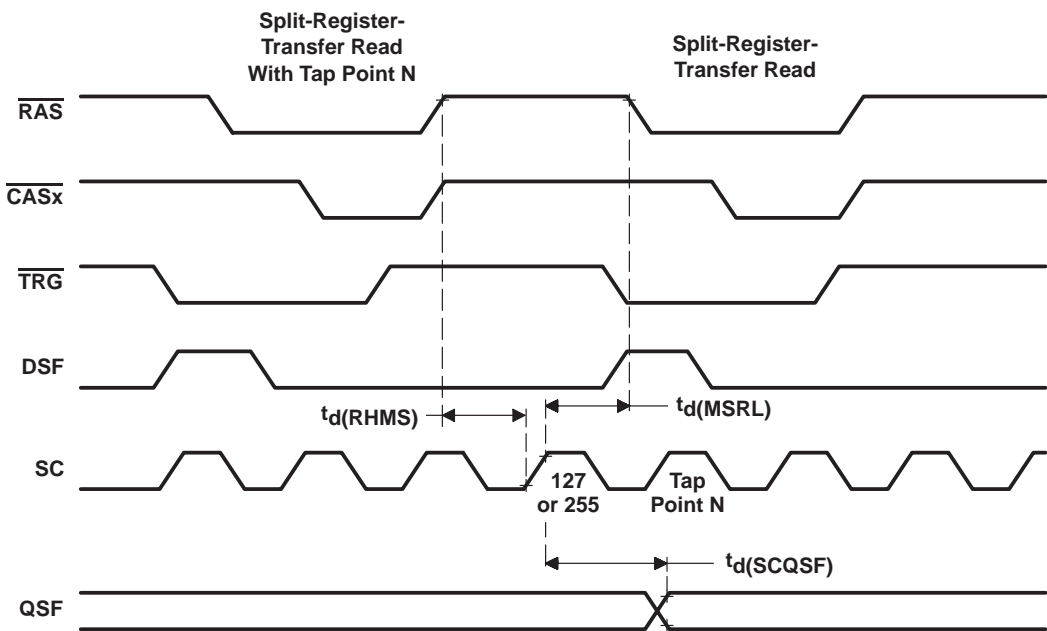 Split-Register-
Transfer Read
With Tap Point N
Split-Register-
Transfer Read
RAS
CASx
TRG
DSF
td(RHMS)
td(MSRL)
SC
127
or 255
Tap
Point N
td(SCQSF)
QSF